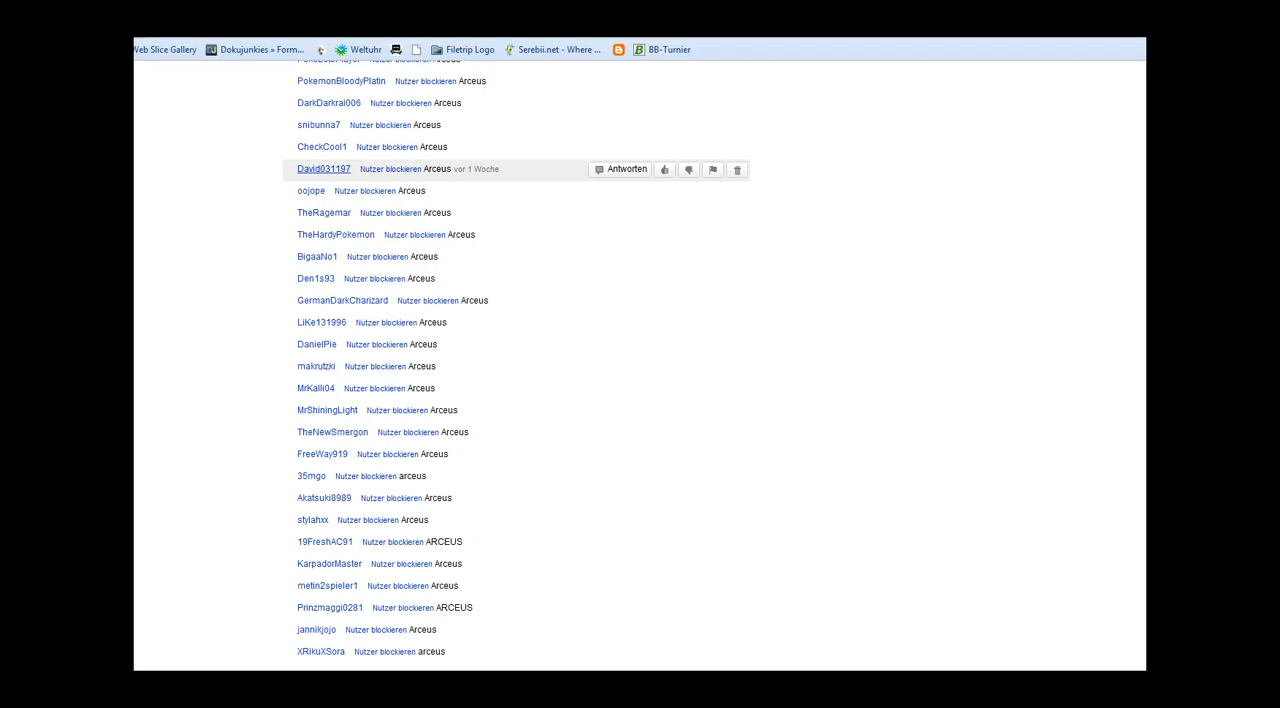 Web Slice Gallery Dokujunkies » Form... Weltuhr Filetrip Logo Serebii.net - Where ... BB-Turnier
PokemonBloodyPlatin Nutzer blockieren Arceus
DarkDarkrai006 Nutzer blockieren Arceus
snibunna7 Nutzer blockieren Arceus
CheckCool1 Nutzer blockieren Arceus
David031197 Nutzer blockieren Arceus vor 1 Woche Antworten
oojope Nutzer blockieren Arceus
TheRagemar Nutzer blockieren Arceus
TheHardyPokemon Nutzer blockieren Arceus
BigaaNo1 Nutzer blockieren Arceus
Den1s93 Nutzer blockieren Arceus
GermanDarkCharizard Nutzer blockieren Arceus
LiKe131996 Nutzer blockieren Arceus
DanielPie Nutzer blockieren Arceus
makrutzki Nutzer blockieren Arceus
MrKalli04 Nutzer blockieren Arceus
MrShiningLight Nutzer blockieren Arceus
TheNewSmergon Nutzer blockieren Arceus
FreeWay919 Nutzer blockieren Arceus
35mgo Nutzer blockieren arceus
Akatsuki8989 Nutzer blockieren Arceus
stylahxx Nutzer blockieren Arceus
19FreshAC91 Nutzer blockieren ARCEUS
KarpadorMaster Nutzer blockieren Arceus
metin2spieler1 Nutzer blockieren Arceus
Prinzmaggi0281 Nutzer blockieren ARCEUS
jannikjojo Nutzer blockieren Arceus
XRikuXSora Nutzer blockieren arceus